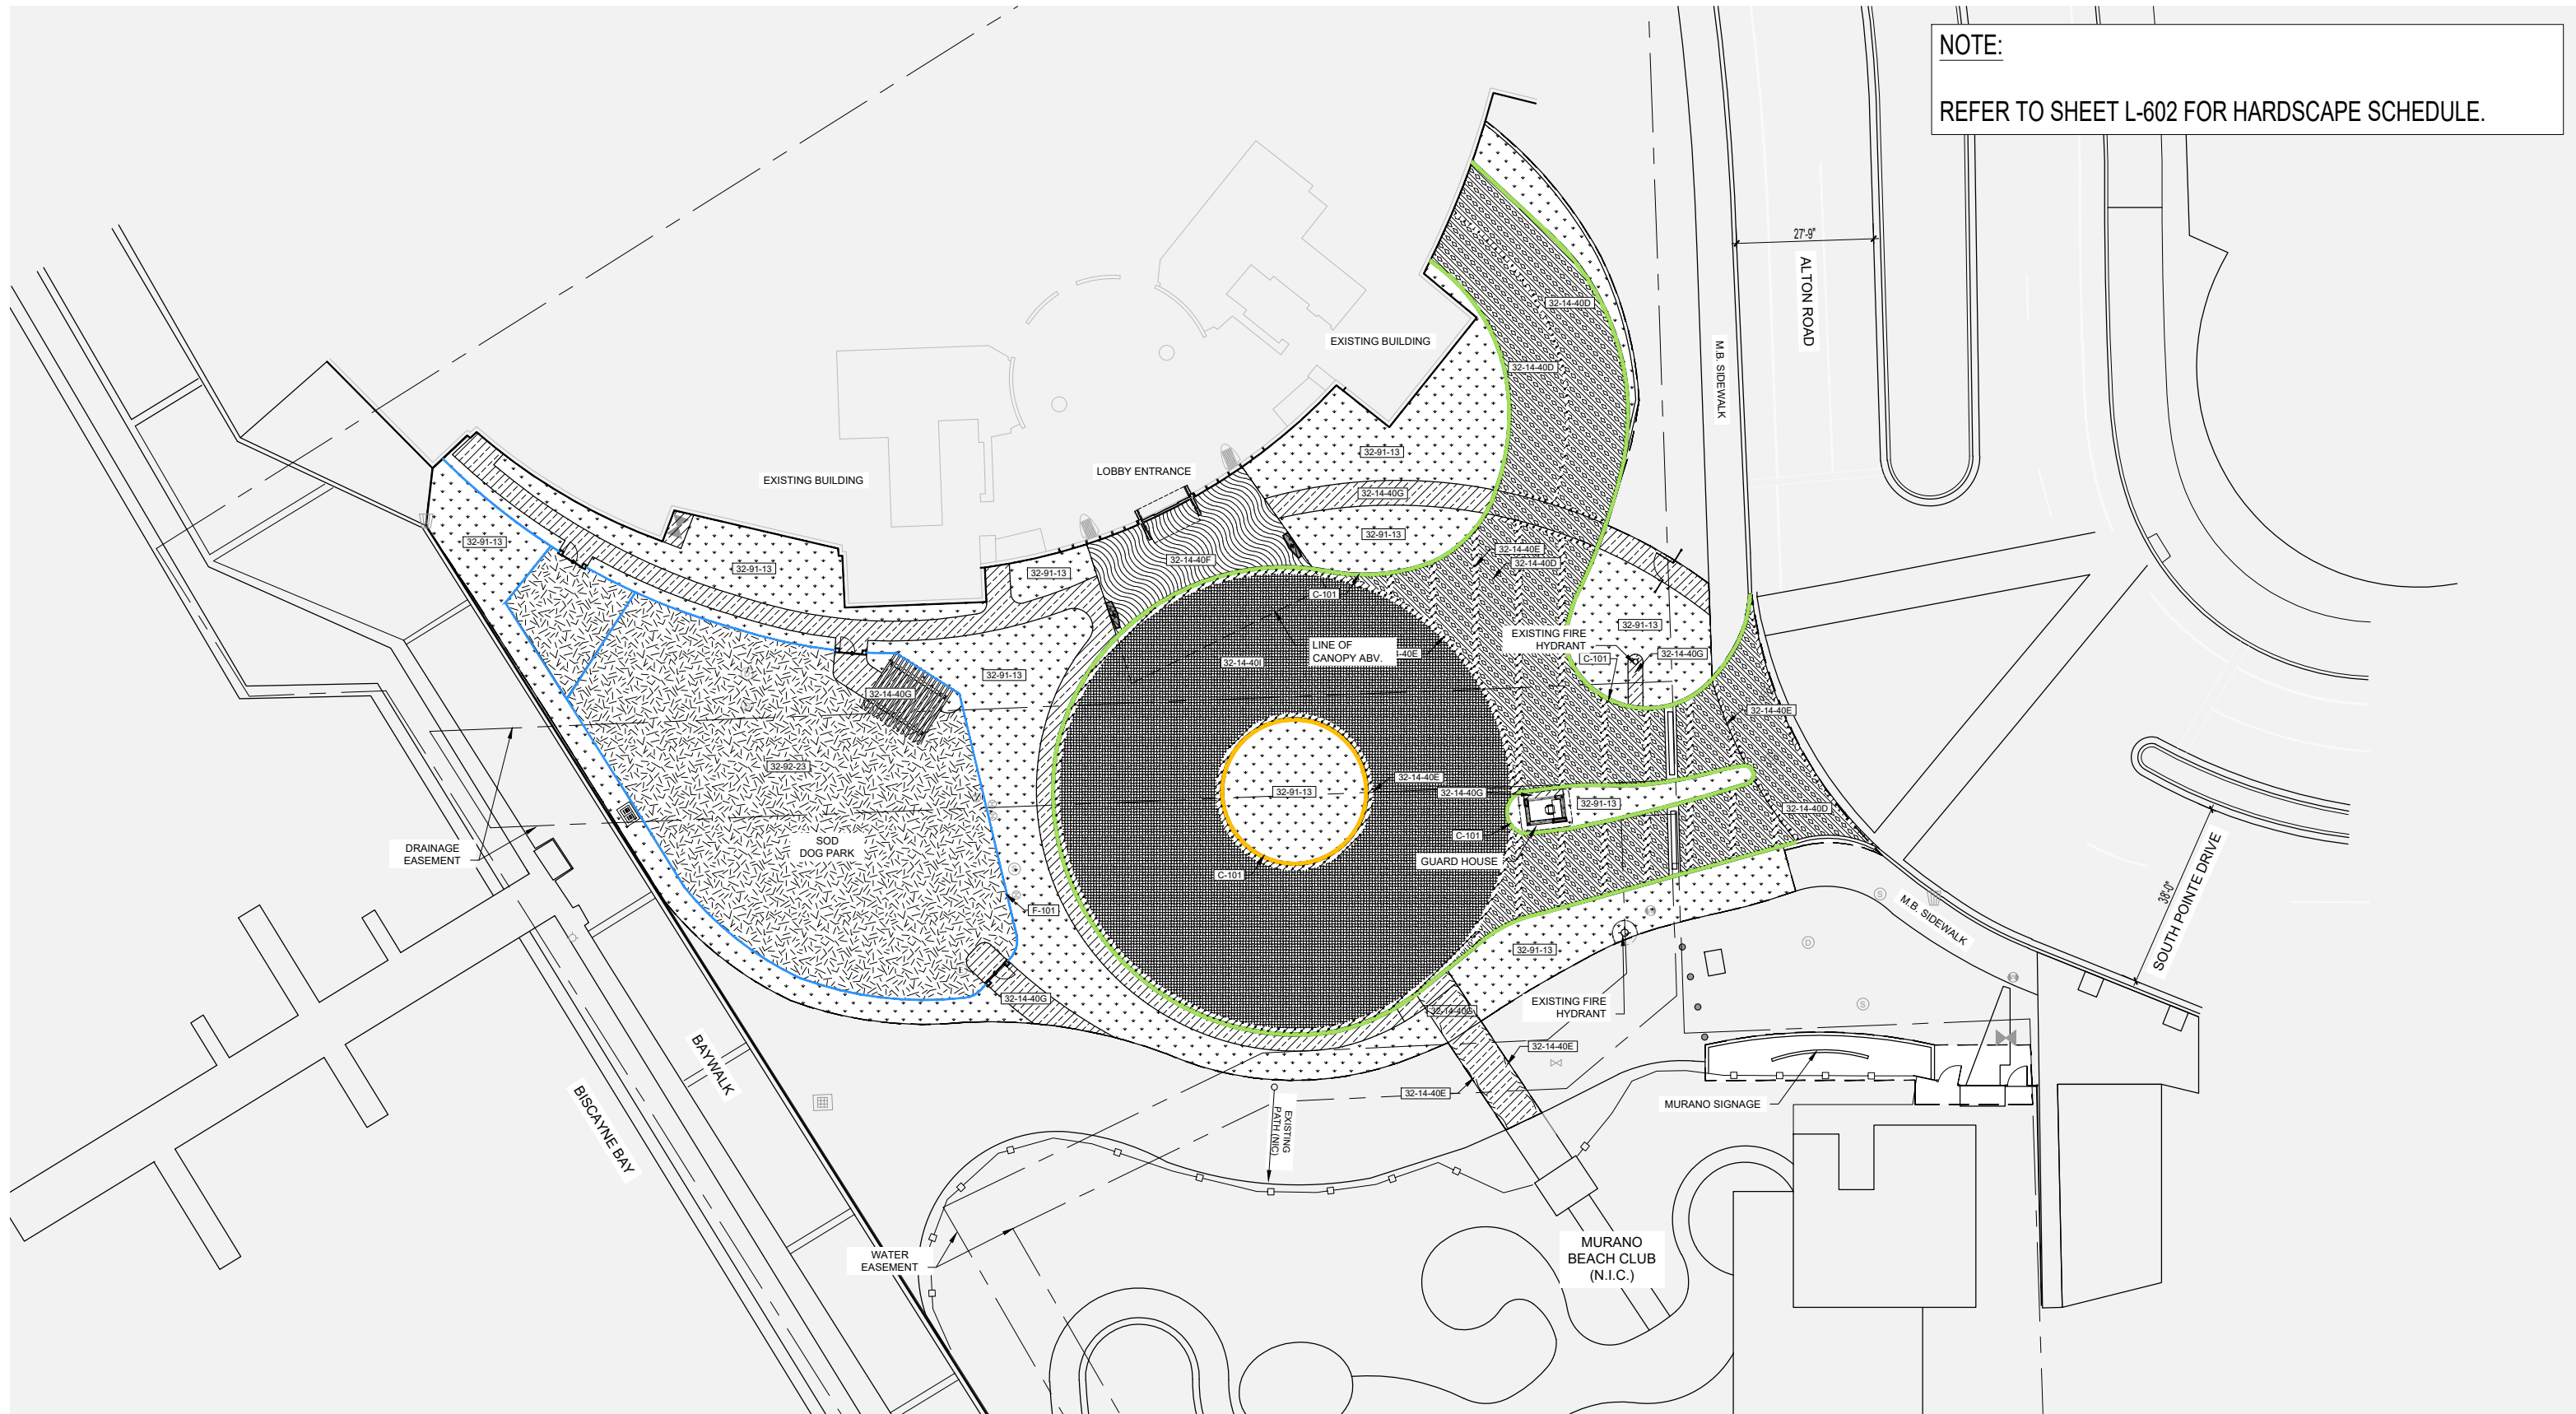 NOTE:
REFER TO SHEET L-602 FOR HARDSCAPE SCHEDULE.
27'-9"
ALTON ROAD
M.B. SIDEWALK
32-14-40D
EXISTING BUILDING
32-14-40D
32-91-13
LOBBY ENTRANCE
EXISTING BUILDING
32-14-40G
32-91-13
32-91-13
32-14-40E
32-14-40D
32-14-40F
32-91-13
32-91-13
C-101
32-91-13
EXISTING FIRE
HYDRANT
LINE OF
CANOPY ABV.
4-40E
32-14-40I
C-101
32-14-40G
32-91-13
32-14-40G
32-14-40E
32-92-23
32-14-40E
32-91-13
32-14-40G
32-91-13
32-14-40D
C-101
SOD
DOG PARK
DRAINAGE
EASEMENT
GUARD HOUSE
C-101
F-101
M.B. SIDEWALK
38'-0"
SOUTH POINTE DRIVE
32-91-13
32-14-40G
EXISTING FIRE
HYDRANT
32-14-40G
32-14-40E
32-14-40E
BAYWALK
BISCAYNE BAY
EXISTING
PATH (NIC)
MURANO SIGNAGE
WATER
EASEMENT
MURANO
BEACH CLUB
(N.I.C.)
S
D
S